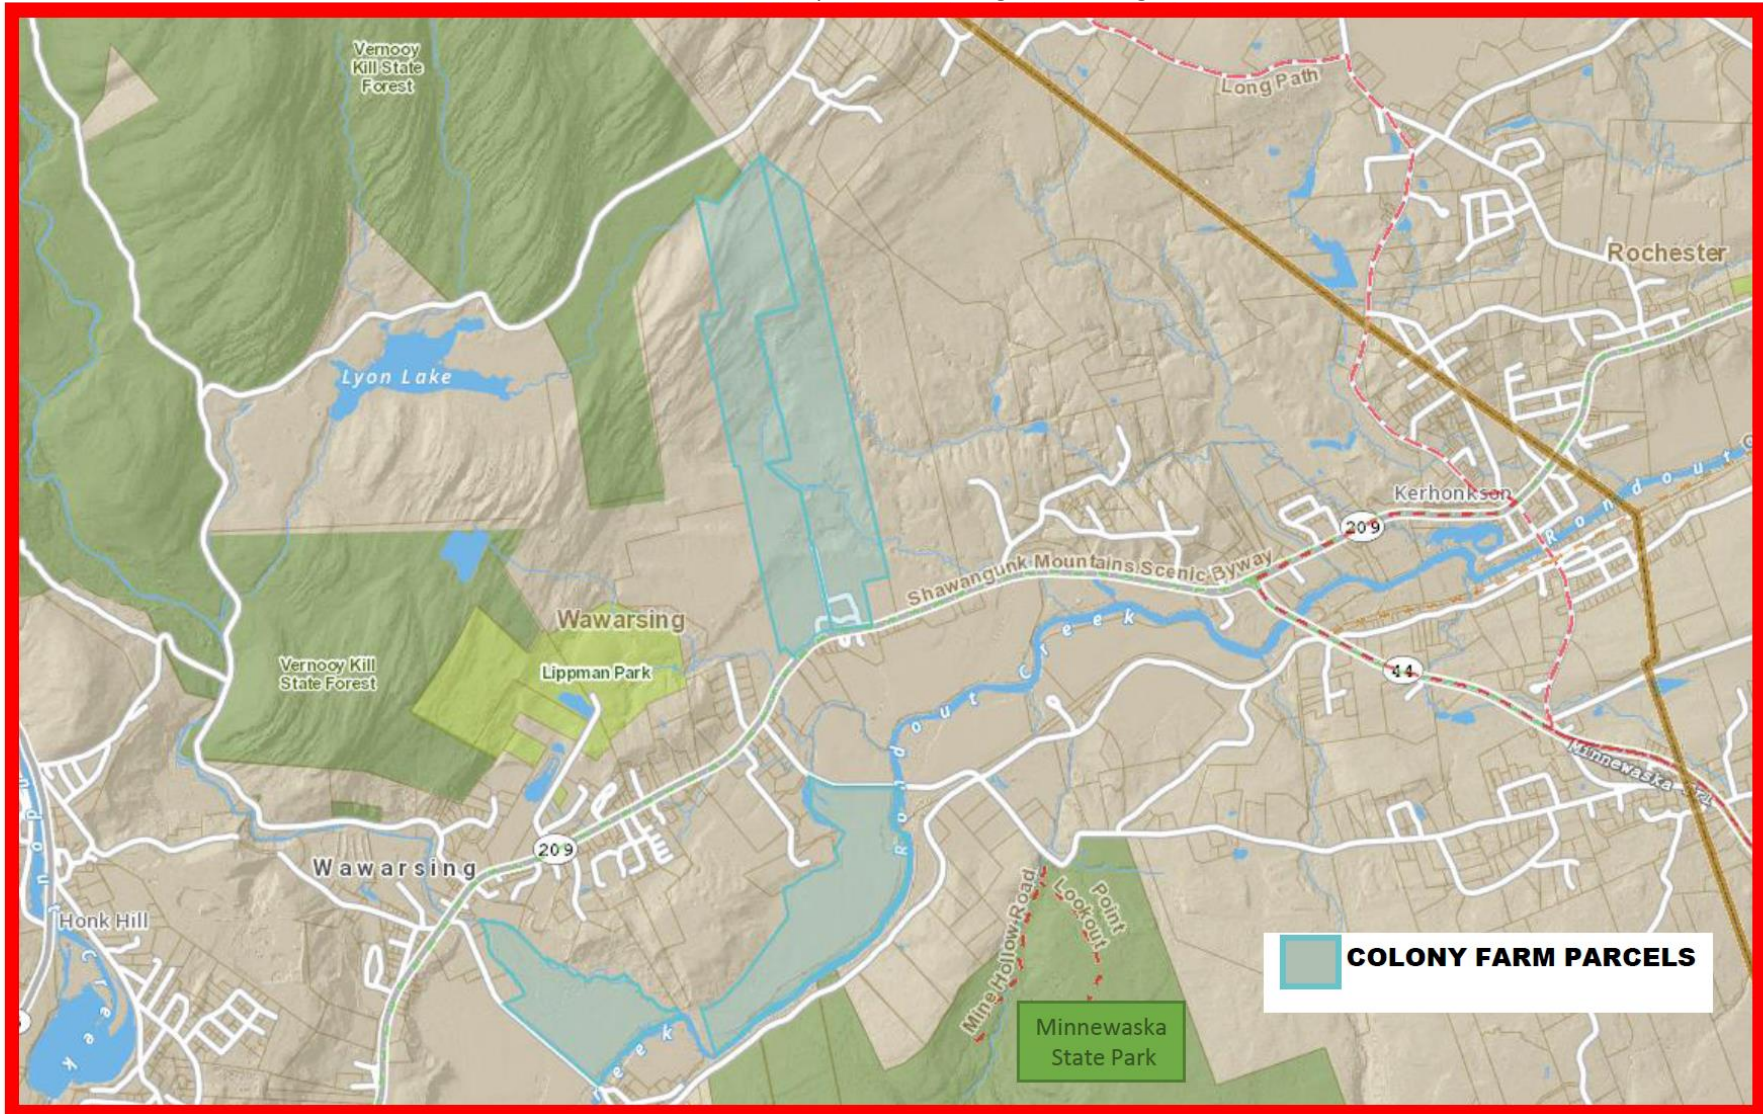 Vernooy
Kill State
Forest
Long Path
Rochester
Lyon Lake
Kerhonkson
209
Rondout
Shawangunk Mountains Scenic Byway
Wawarsing
Lippman Park
Vernooy Kill
State Forest
Rondout Creek
44
Minnewaska
209
Wawarsing
Honk Hill
Creek
Mine Hollow Road
Lookout
Point
COLONY FARM PARCELS
Minnewaska
State Park
eek